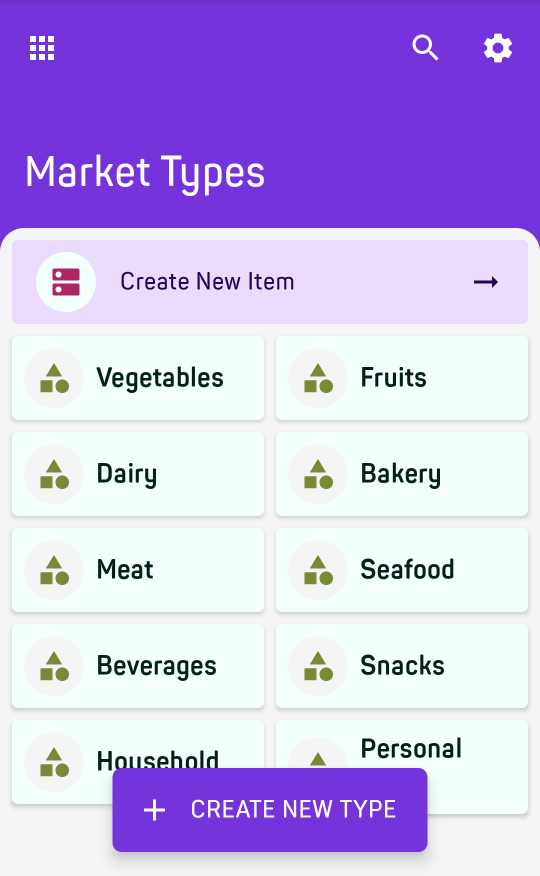 Market Types
Create New Item
Vegetables
Fruits
Dairy
Bakery
Meat
Seafood
Beverages
Snacks
Household
Personal
CREATE NEW TYPE